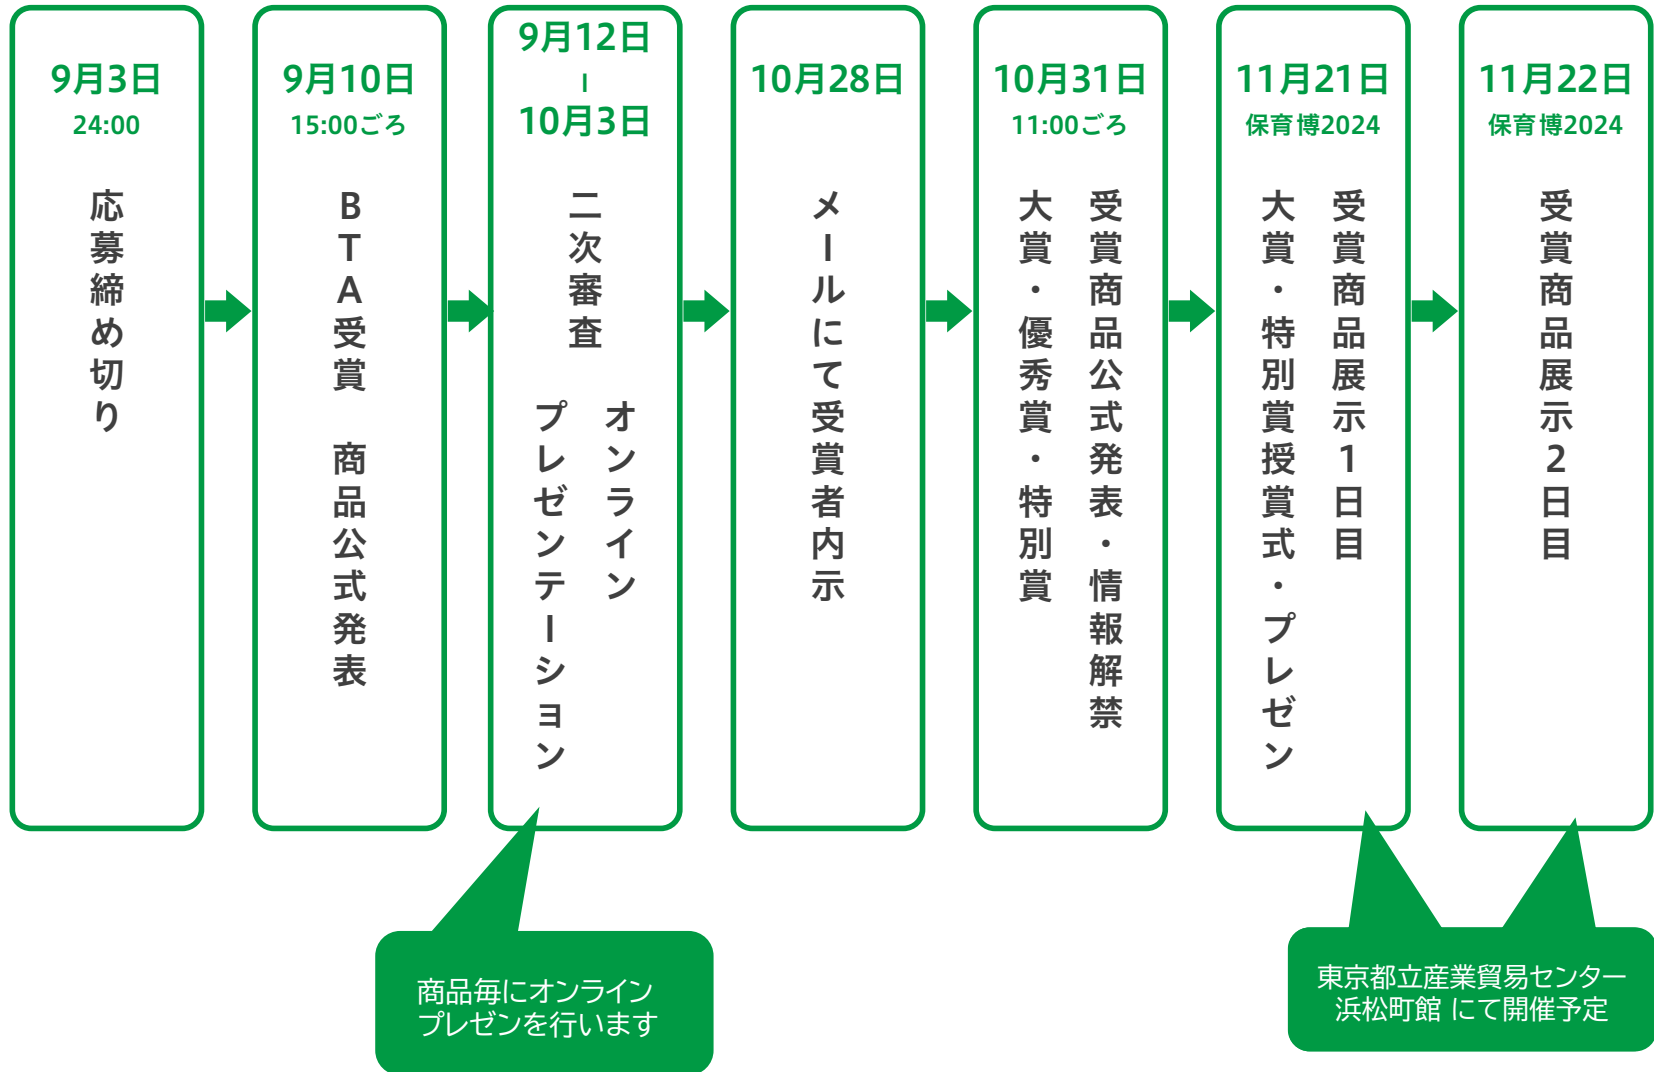 9月3日
24:00
応募締め切り
9月10日
15:00ごろ
BTA受賞 商品公式発表
9月12日
–
10月3日
二次審査
オンライン
プレゼンテーション
10月28日
メールにて受賞者内示
10月31日
11:00ごろ
受賞商品公式発表・情報解禁
大賞・優秀賞・特別賞
11月21日
保育博2024
受賞商品展示1日目
大賞・特別賞授賞式・プレゼン
11月22日
保育博2024
受賞商品展示2日目
商品毎にオンライン
プレゼンを行います
東京都立産業貿易センター
浜松町館 にて開催予定